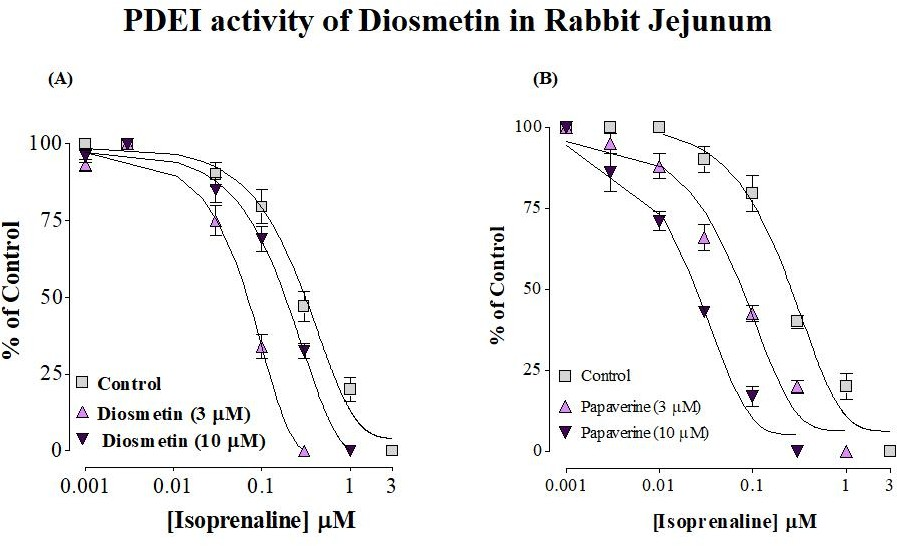 PDEI activity of Diosmetin in Rabbit Jejunum
(A)
100
75
50
25
0
% of Control
Control
Diosmetin (3 µM)
Diosmetin (10 µM)
0.001 0.01 0.1 1 3
[Isoprenaline] µM
(B)
100
75
50
25
0
% of Control
Control
Papaverine (3 µM)
Papaverine (10 µM)
0.001 0.01 0.1 1 3
[Isoprenaline] µM